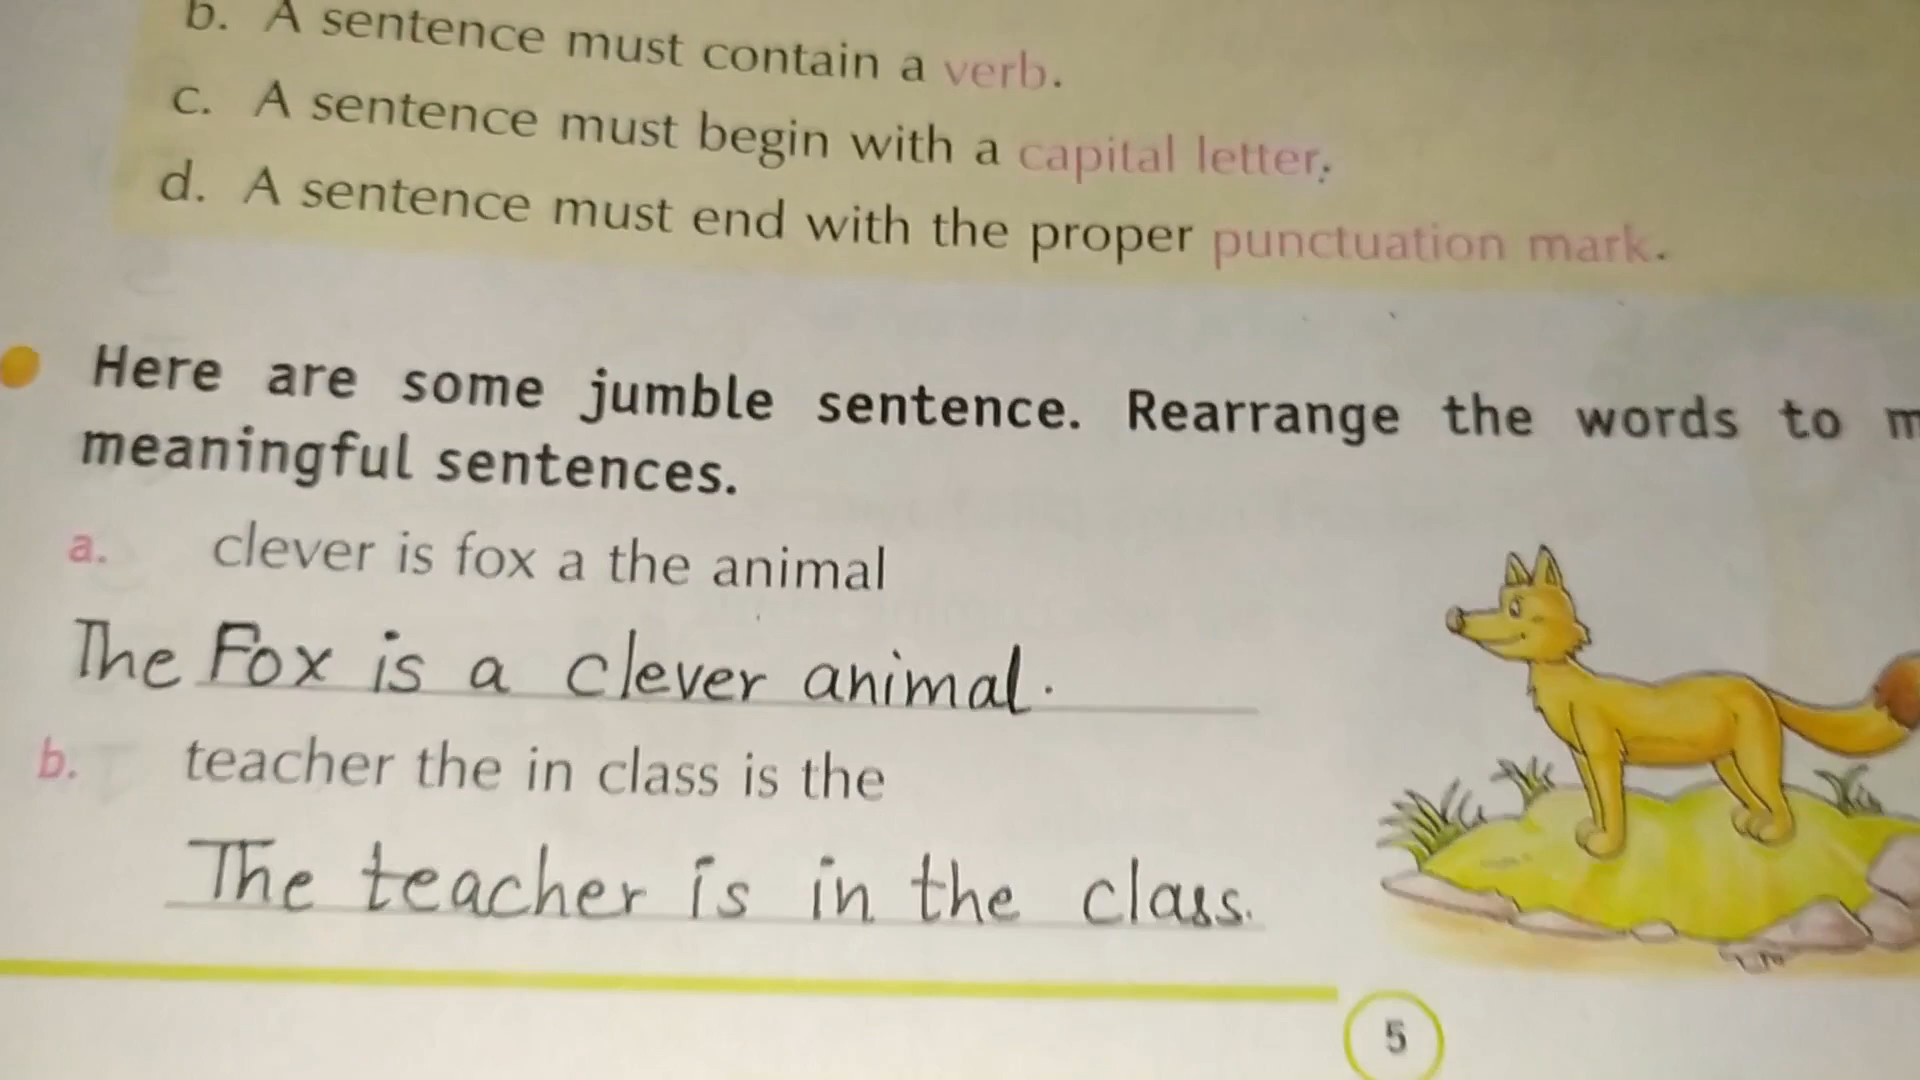 b. A sentence must contain a verb.
c. A sentence must begin with a capital letter.
d. A sentence must end with the proper punctuation mark.
Here are some jumble sentence. Rearrange the words to
meaningful sentences.
a. clever is fox a the animal
The Fox is a clever animal.
b. teacher the in class is the
The teacher is in the class.
5